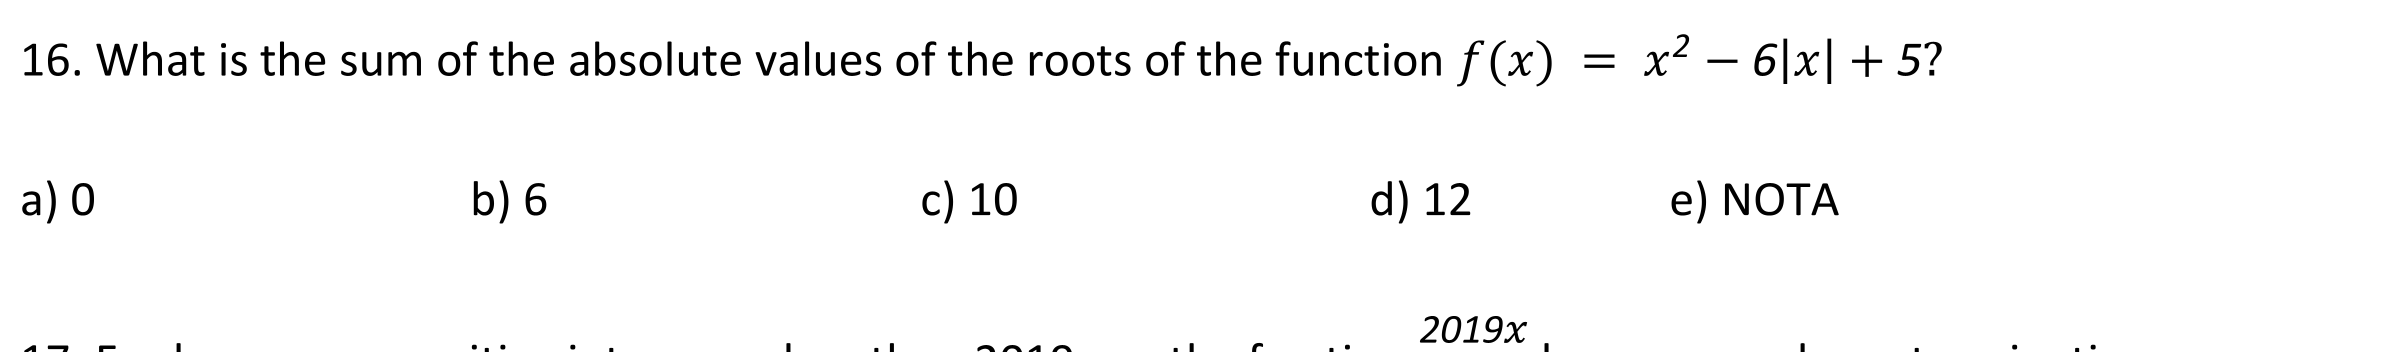 16. What is the sum of the absolute values of the roots of the function f(x) = x² − 6|x| + 5?
a) 0 b) 6 c) 10 d) 12 e) NOTA
2019x